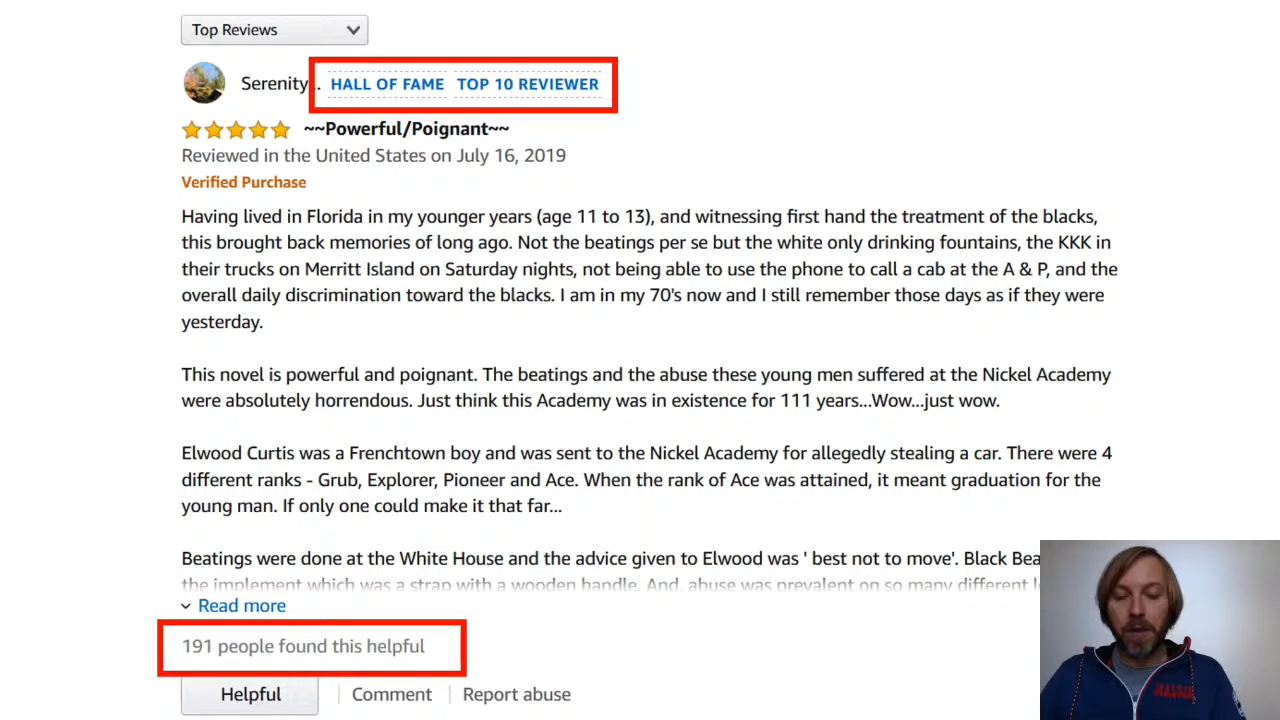 Top Reviews
Serenity... HALL OF FAME TOP 10 REVIEWER
~~Powerful/Poignant~~
Reviewed in the United States on July 16, 2019
Verified Purchase
Having lived in Florida in my younger years (age 11 to 13), and witnessing first hand the treatment of the blacks,
this brought back memories of long ago. Not the beatings per se but the white only drinking fountains, the KKK in
their trucks on Merritt Island on Saturday nights, not being able to use the phone to call a cab at the A & P, and the
overall daily discrimination toward the blacks. I am in my 70's now and I still remember those days as if they were
yesterday.
This novel is powerful and poignant. The beatings and the abuse these young men suffered at the Nickel Academy
were absolutely horrendous. Just think this Academy was in existence for 111 years...Wow...just wow.
Elwood Curtis was a Frenchtown boy and was sent to the Nickel Academy for allegedly stealing a car. There were 4
different ranks - Grub, Explorer, Pioneer and Ace. When the rank of Ace was attained, it meant graduation for the
young man. If only one could make it that far...
Beatings were done at the White House and the advice given to Elwood was ' best not to move'. Black Bea
the implement which was a strap with a wooden handle. And, abuse was prevalent on so many different
Read more
191 people found this helpful
Helpful Comment Report abuse